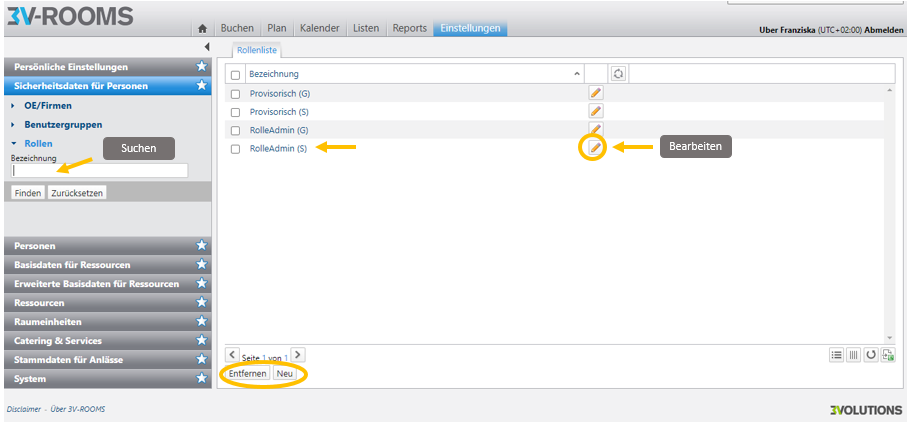 3V-ROOMS
Buchen Plan Kalender Listen Reports Einstellungen
Uber Franziska (UTC+02:00) Abmelden
Persönliche Einstellungen
Sicherheitsdaten für Personen
OE/Firmen
Benutzergruppen
Rollen
Bezeichnung
Suchen
Finden Zurücksetzen
Personen
Basisdaten für Ressourcen
Erweiterte Basisdaten für Ressourcen
Ressourcen
Raumeinheiten
Catering & Services
Stammdaten für Anlässe
System
Rollenliste
Bezeichnung
Provisorisch (G)
Provisorisch (S)
RolleAdmin (G)
RolleAdmin (S)
Bearbeiten
Seite 1 von 1
Entfernen Neu
Disclaimer - Über 3V-ROOMS
3VOLUTIONS